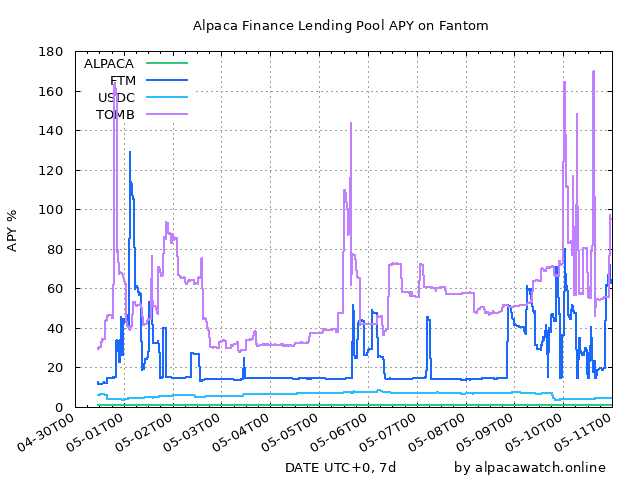 Alpaca Finance Lending Pool APY on Fantom
180
160
140
120
100
80
60
40
20
0
APY %
ALPACA
FTM
USDC
TOMB
04-30T00
05-01T00
05-02T00
05-03T00
05-04T00
05-05T00
05-06T00
05-07T00
05-08T00
05-09T00
05-10T00
05-11T00
DATE UTC+0, 7d
by alpacawatch.online